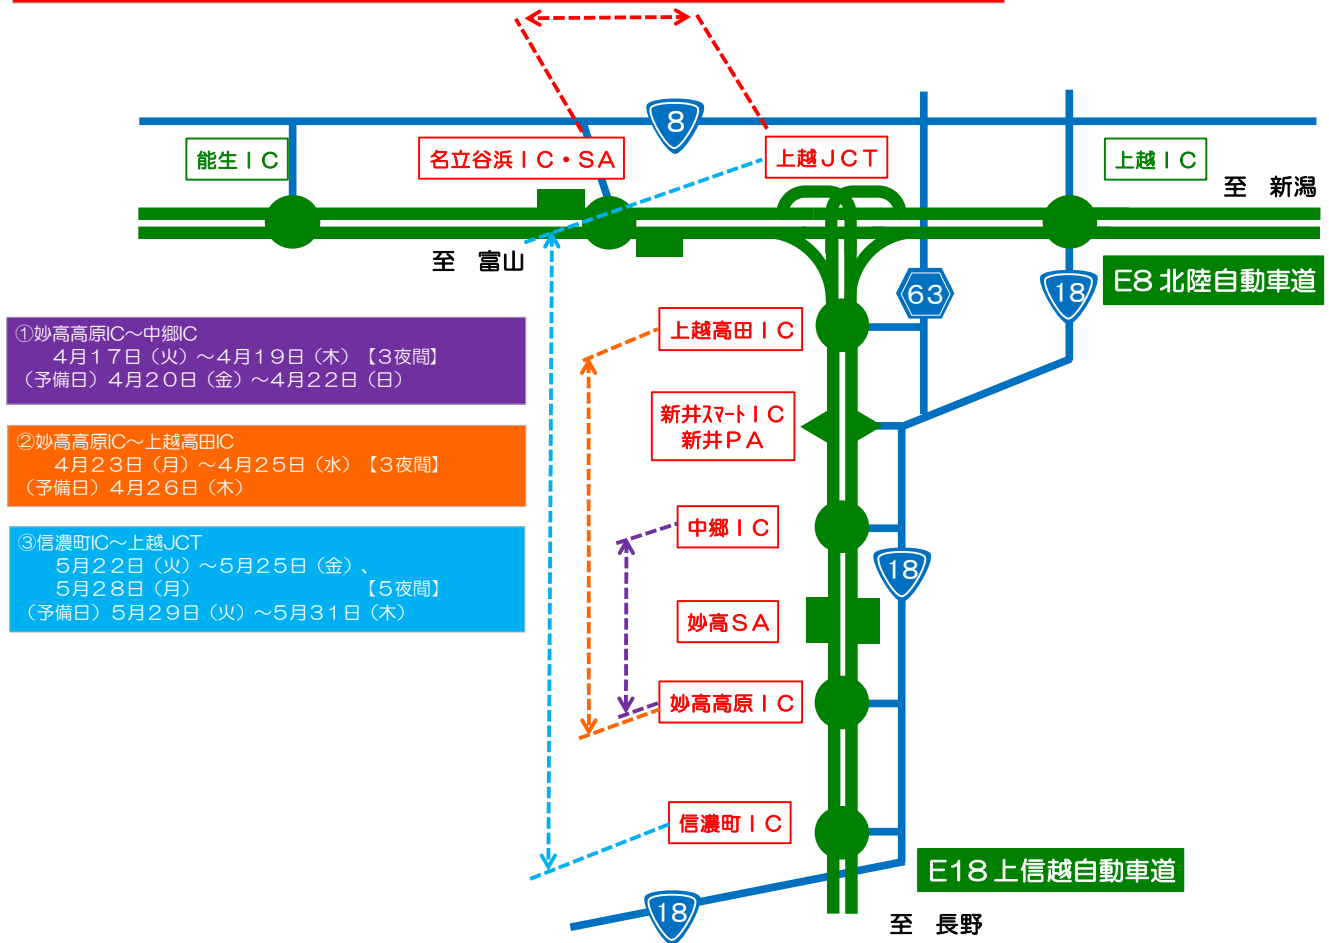 8
能生ＩＣ
名立谷浜ＩＣ・ＳＡ
上越ＪＣＴ
上越ＩＣ
至　新潟
至　富山
E8 北陸自動車道
63
18
上越高田ＩＣ
①妙高高原IC～中郷IC
４月１７日（火）～４月１９日（木）【３夜間】
（予備日）４月２０日（金）～４月２２日（日）
新井ｽﾏｰﾄＩＣ
新井ＰＡ
②妙高高原IC～上越高田IC
４月２３日（月）～４月２５日（水）【３夜間】
（予備日）４月２６日（木）
中郷ＩＣ
③信濃町IC～上越JCT
５月２２日（火）～５月２５日（金）、
５月２８日（月）　　　　　　　　【５夜間】
（予備日）５月２９日（火）～５月３１日（木）
18
妙高ＳＡ
妙高高原ＩＣ
信濃町ＩＣ
E18 上信越自動車道
18
至　長野